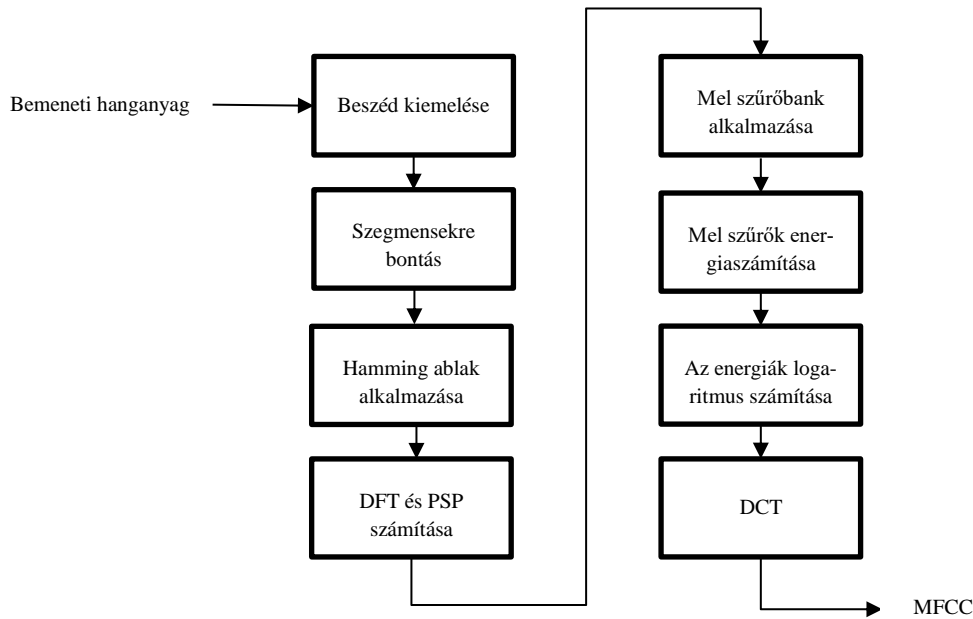 Bemeneti hanganyag
Beszéd kiemelése
Szegmensekre
bontás
Hamming ablak
alkalmazása
DFT és PSP
számítása
Mel szűrőbank
alkalmazása
Mel szűrők ener-
giaszámítása
Az energiák loga-
ritmus számítása
DCT
MFCC